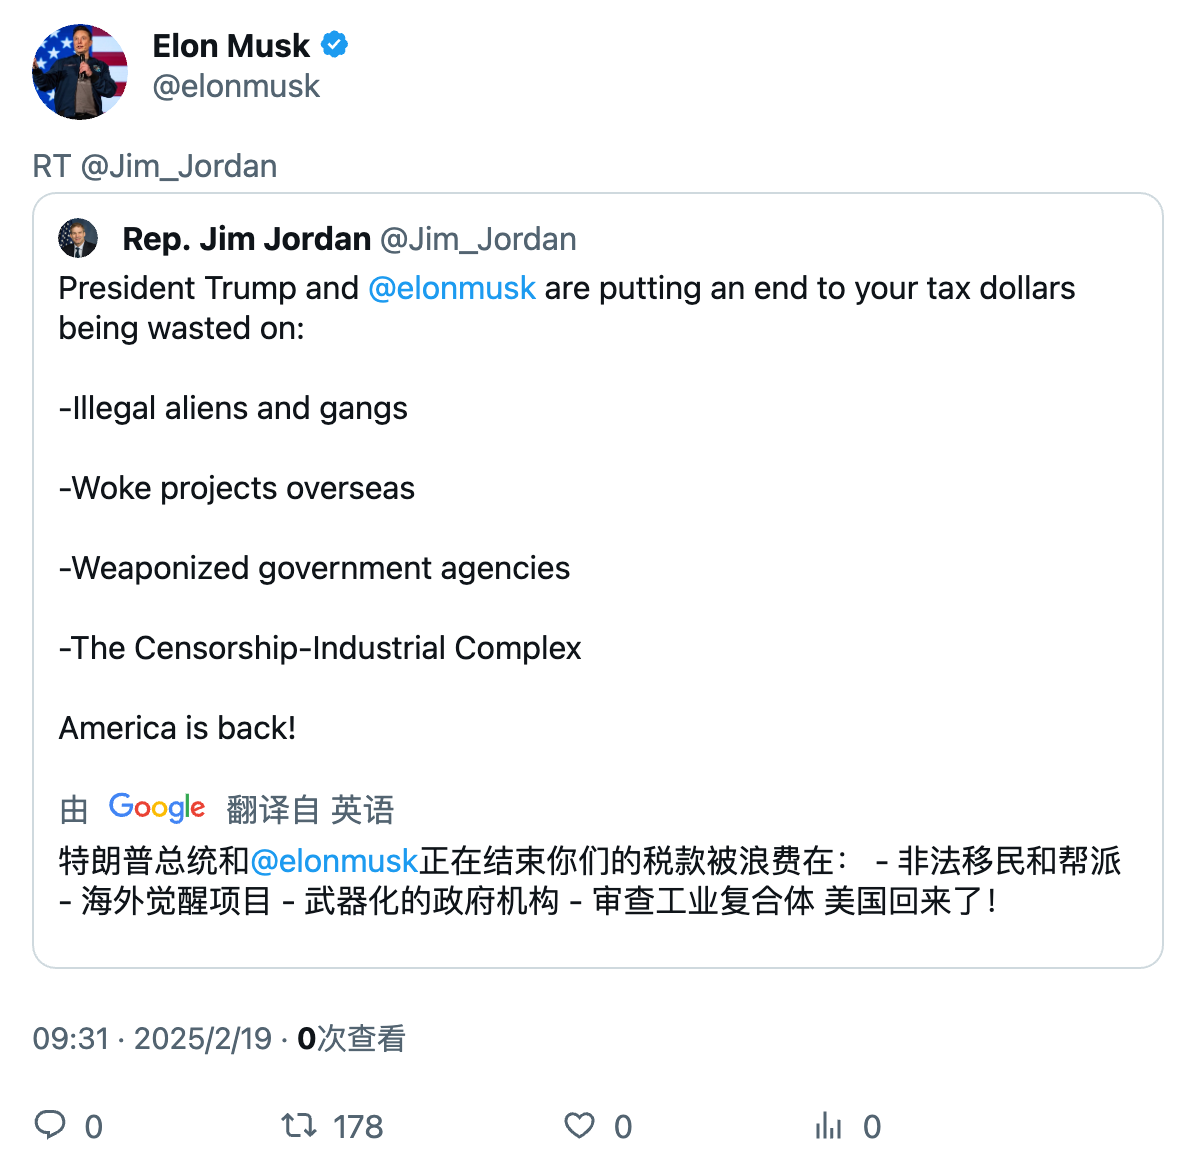 Elon Musk
@elonmusk
RT @Jim_Jordan
Rep. Jim Jordan @Jim_Jordan
President Trump and @elonmusk are putting an end to your tax dollars
being wasted on:
-Illegal aliens and gangs
-Woke projects overseas
-Weaponized government agencies
-The Censorship-Industrial Complex
America is back!
由 Google 翻译自 英语
特朗普总统和@elonmusk正在结束你们的税款被浪费在： - 非法移民和帮派
- 海外觉醒项目 - 武器化的政府机构 - 审查工业复合体 美国回来了！
09:31 · 2025/2/19 · 0次查看
0 178 0 0